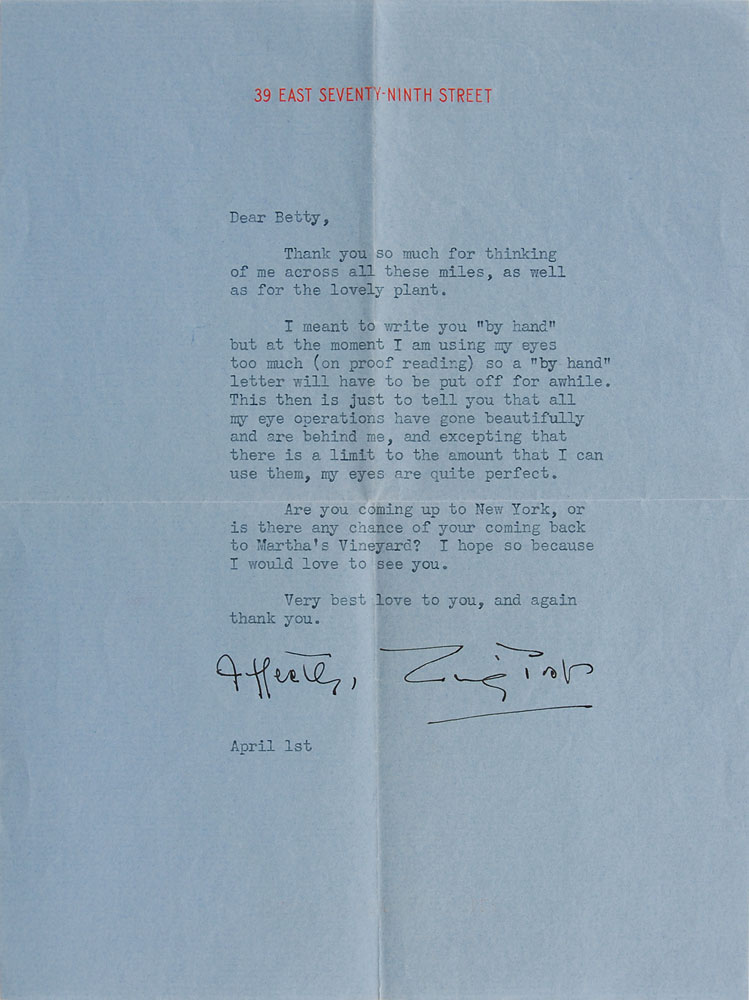 39 EAST SEVENTY-NINTH STREET
Dear Betty,
Thank you so much for thinking
of me across all these miles, as well
as for the lovely plant.
I meant to write you "by hand"
but at the moment I am using my eyes
too much (on proof reading) so a "by hand"
letter will have to be put off for awhile.
This then is just to tell you that all
my eye operations have gone beautifully
and are behind me, and excepting that
there is a limit to the amount that I can
use them, my eyes are quite perfect.
Are you coming up to New York, or
is there any chance of your coming back
to Martha's Vineyard? I hope so because
I would love to see you.
Very best love to you, and again
thank you.
April 1st